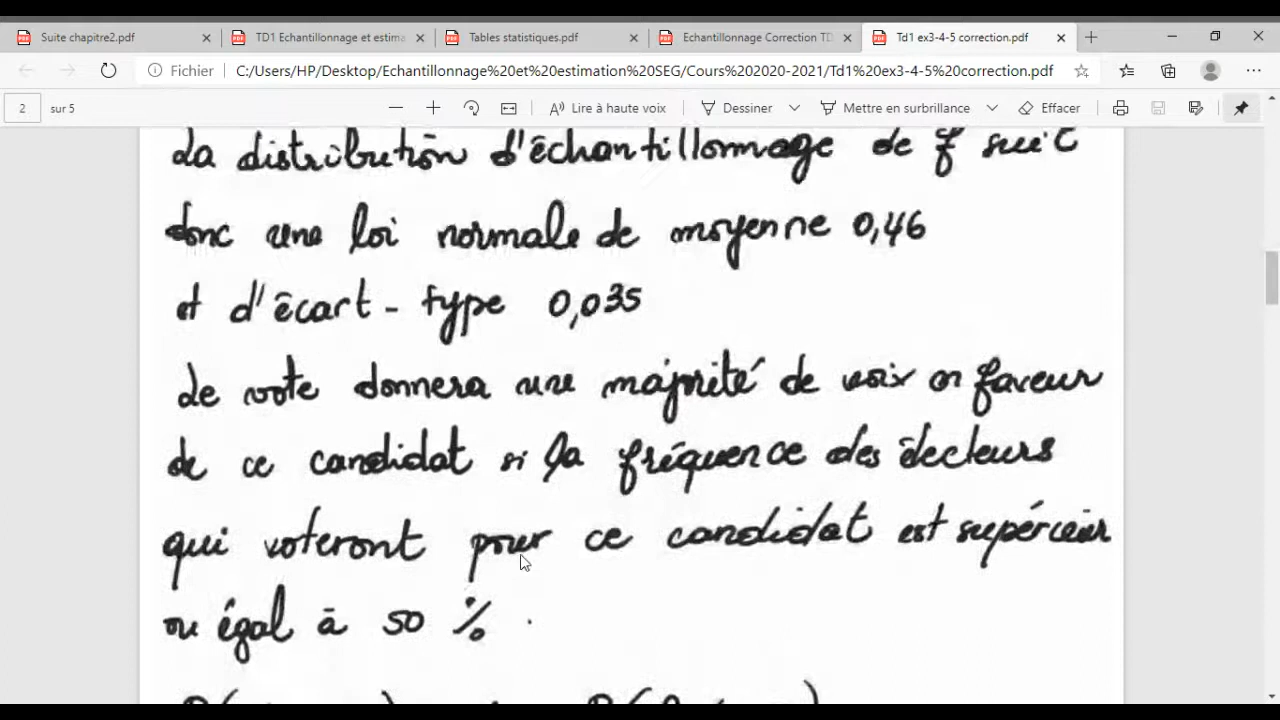 Suite chapitre2.pdf
TD1 Echantillonnage et estima
Tables statistiques.pdf
Echantillonnage Correction TD
Td1 ex3-4-5 correction.pdf
Fichier
C:/Users/HP/Desktop/Echantillonnage%20et%20estimation%20SEG/Cours%202020-2021/Td1%20ex3-4-5%20correction.pdf
2 sur 5
Lire à haute voix
Dessiner
Mettre en surbrillance
Effacer
La distribution d'échantillonnage de f suit
donc une loi normale de moyenne 0,46
et d'écart-type 0,035
Le vote donnera une majorité de voix en faveur
de ce candidat si la fréquence des électeurs
qui voteront pour ce candidat est supérieur
ou égal à 50 % .